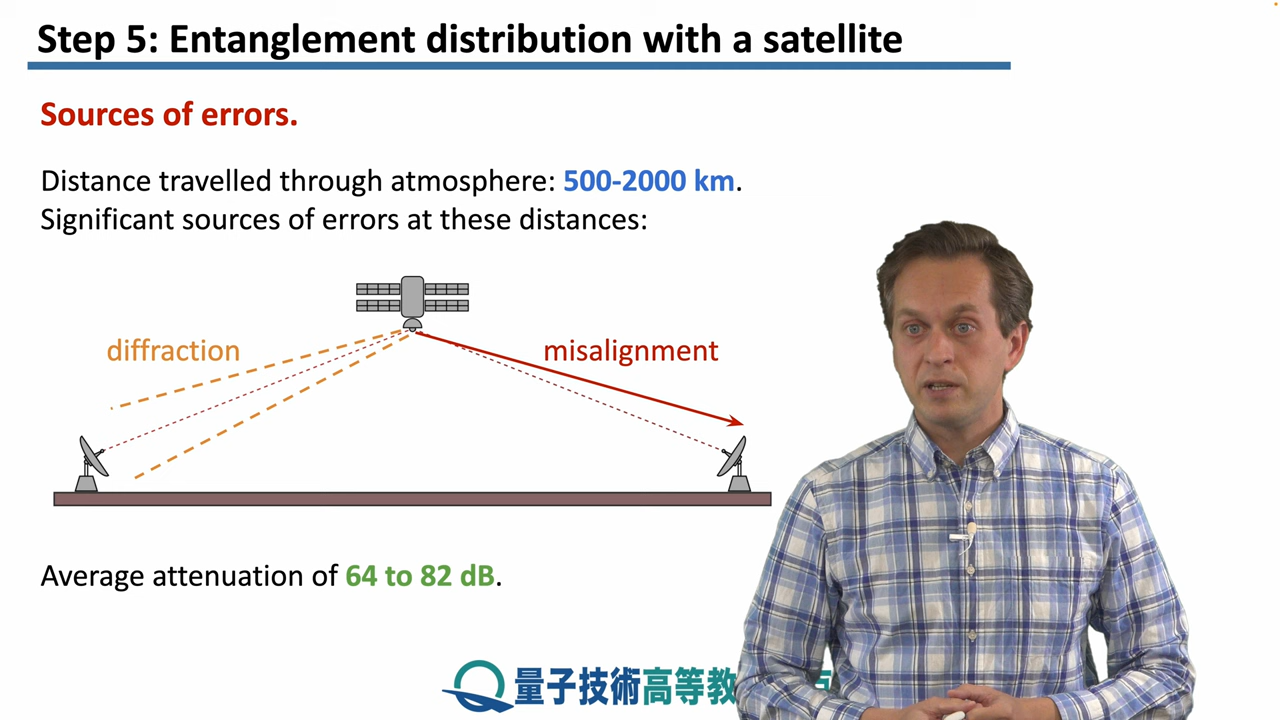 Step 5: Entanglement distribution with a satellite
Sources of errors.
Distance travelled through atmosphere: 500-2000 km.
Significant sources of errors at these distances:
diffraction
misalignment
Average attenuation of 64 to 82 dB.
量子技術高等教